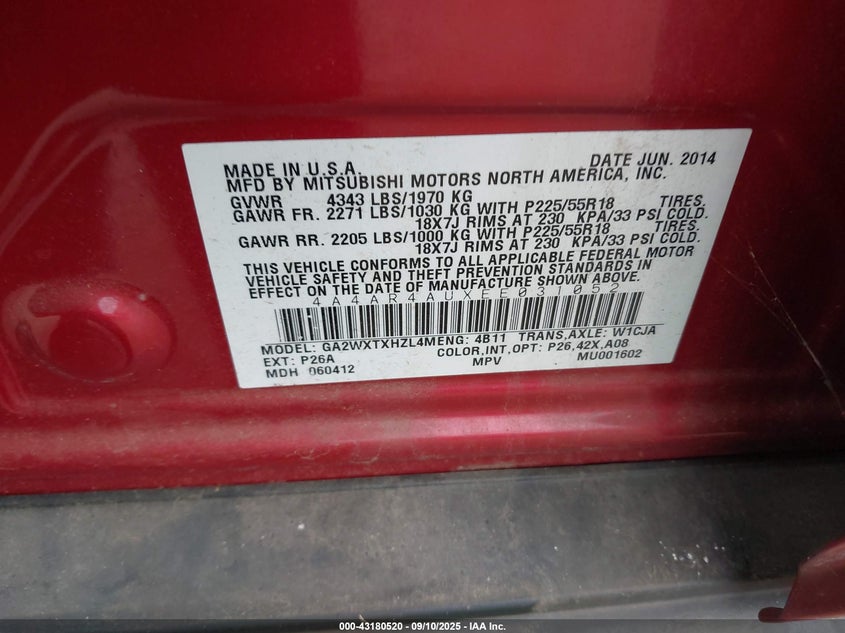 MADE IN U.S.A. DATE JUN. 2014
MFD BY MITSUBISHI MOTORS NORTH AMERICA, INC.
GVWR 4343 LBS/1970 KG
GAWR FR. 2271 LBS/1030 KG WITH P225/55R18 TIRES.
18X7J RIMS AT 230 KPA/33 PSI COLD.
GAWR RR. 2205 LBS/1000 KG WITH P225/55R18 TIRES.
18X7J RIMS AT 230 KPA/33 PSI COLD.
THIS VEHICLE CONFORMS TO ALL APPLICABLE FEDERAL MOTOR
VEHICLE SAFETY AND THEFT PREVENTION STANDARDS IN
EFFECT ON THE DATE OF MANUFACTURE SHOWN ABOVE.
4A4AR4AUXEE031052
MODEL: GA2WXTXHZL4MENG: 4B11 TRANS,AXLE: W1CJA
EXT: P26A COLOR,INT,OPT: P26,42X,A08
MDH 060412 MPV MU001602
000-43180520 - 09/10/2025 - IAA Inc.